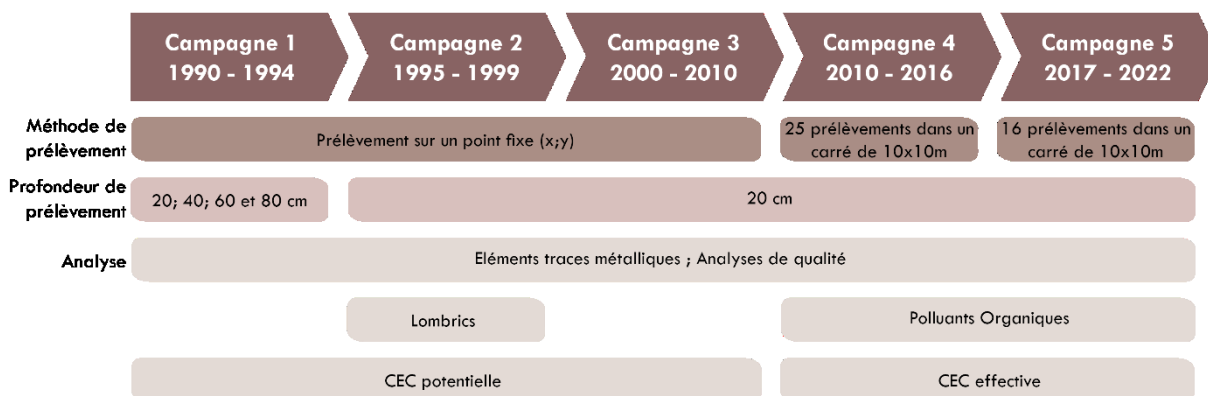 Campagne 1
1990 - 1994
Campagne 2
1995 - 1999
Campagne 3
2000 - 2010
Campagne 4
2010 - 2016
Campagne 5
2017 - 2022
Méthode de
prélèvement
Prélèvement sur un point fixe (x;y)
25 prélèvements dans un
carré de 10x10m
16 prélèvements dans un
carré de 10x10m
Profondeur de
prélèvement
20; 40; 60 et 80 cm
20 cm
Analyse
Eléments traces métalliques ; Analyses de qualité
Lombrics
Polluants Organiques
CEC potentielle
CEC effective